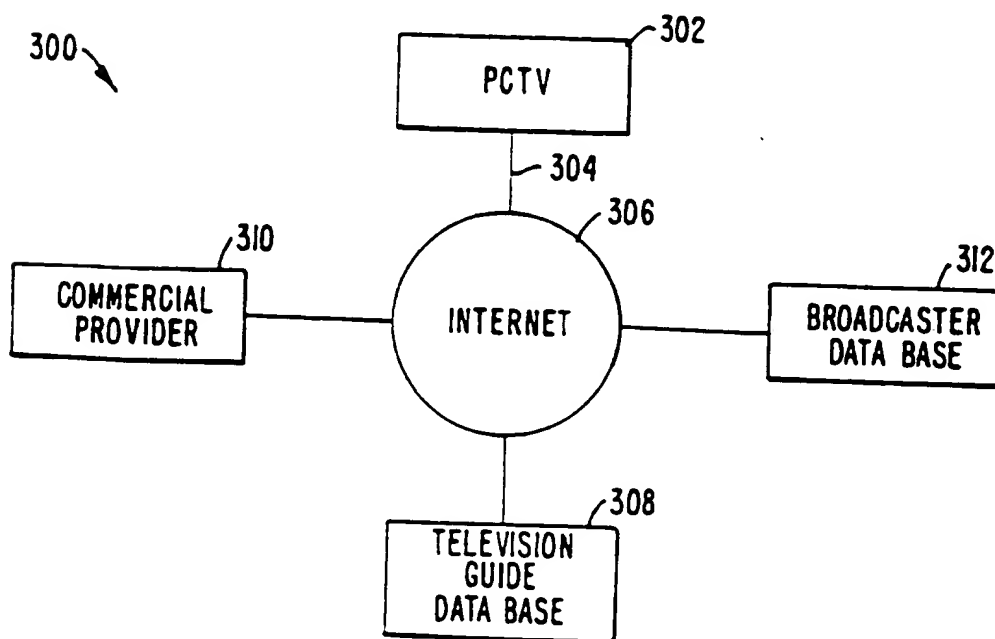 300
302
PCTV
304
306
310
COMMERCIAL
PROVIDER
INTERNET
312
BROADCASTER
DATA BASE
308
TELEVISION
GUIDE
DATA BASE